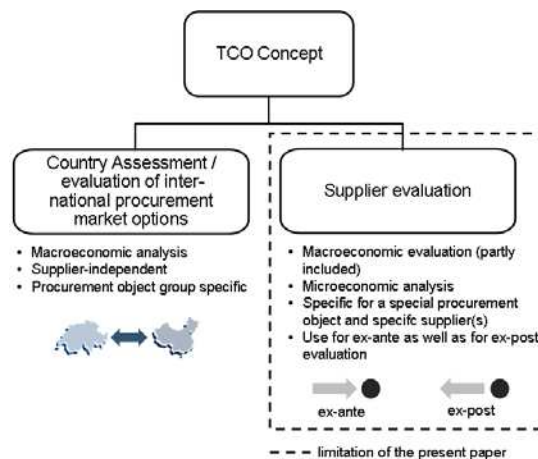 TCO Concept
Country Assessment /
evaluation of inter-
national procurement
market options
• Macroeconomic analysis
• Supplier-independent
• Procurement object group specific
Supplier evaluation
• Macroeconomic evaluation (partly
included)
• Microeconomic analysis
• Specific for a special procurement
object and specifc supplier(s)
• Use for ex-ante as well as for ex-post
evaluation
ex-ante
ex-post
limitation of the present paper